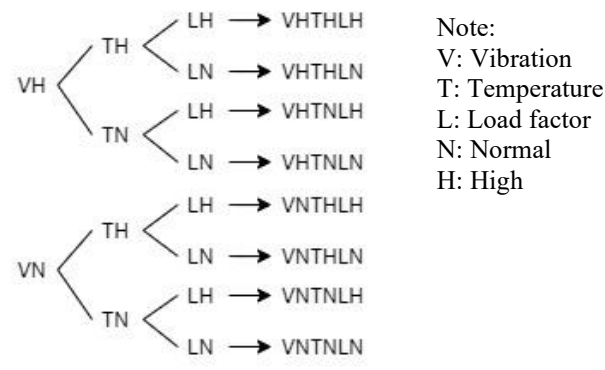 LH VHTHLH
TH
VH LN VHTHLN
LH VHTNLH
TN
LN VHTNLN
LH VNTHLH
TH
VN LN VNTHLN
LH VNTNLH
TN
LN VNTNLN
Note:
V: Vibration
T: Temperature
L: Load factor
N: Normal
H: High